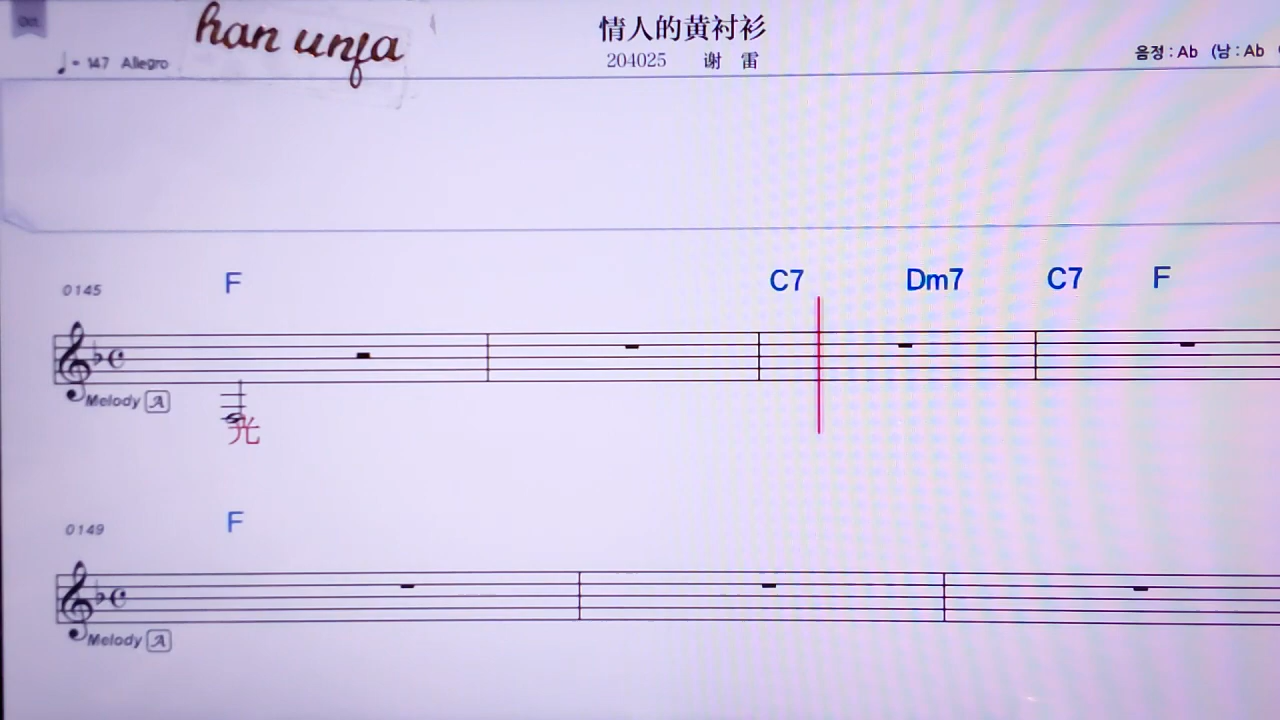 han unfa
情人的黄衬衫
♩= 147 Allegro
204025 谢 雷
음정 : Ab (남 : Ab
0145 F C7 Dm7 C7 F
Melody A
光
0149 F
Melody A